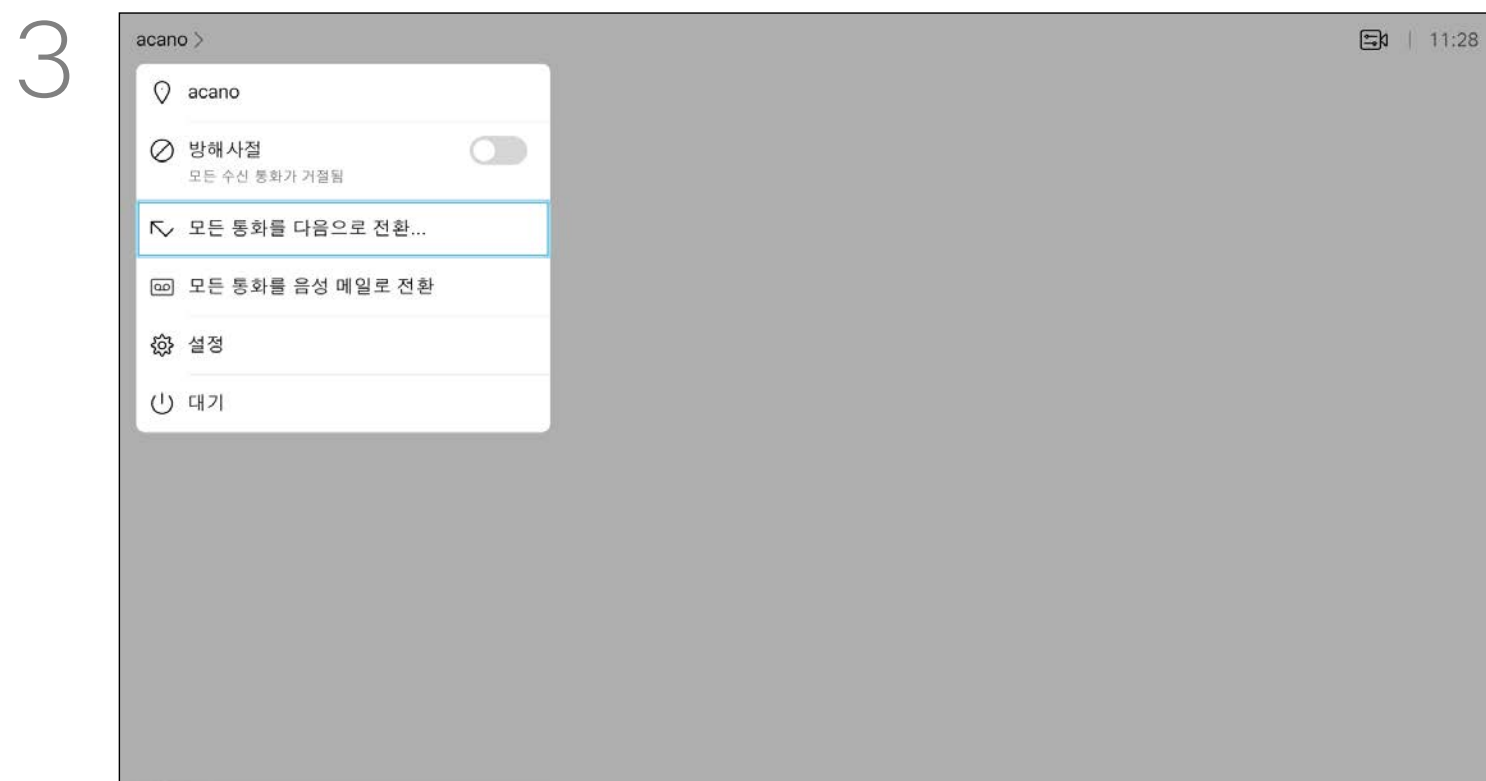 3
acano >
11:28
acano
방해사절
모든 수신 통화가 거절됨
모든 통화를 다음으로 전환...
모든 통화를 음성 메일로 전환
설정
대기